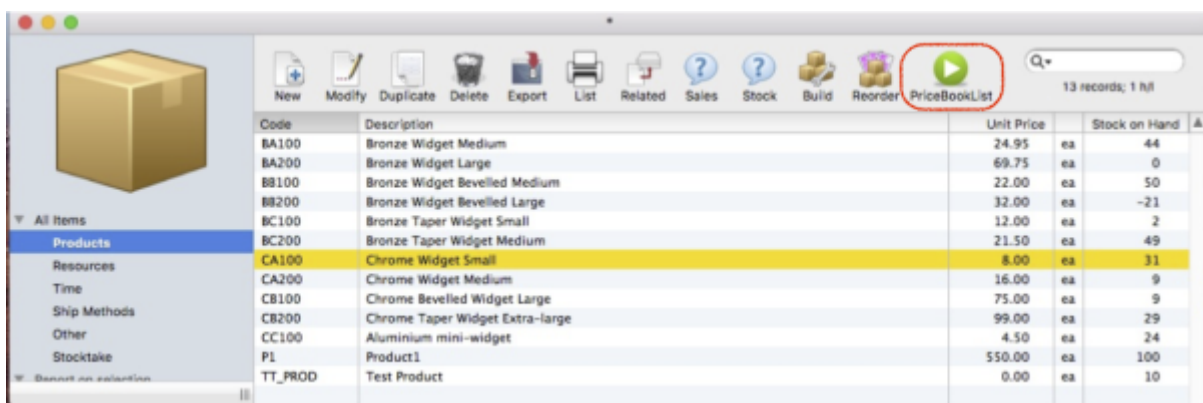 New Modify Duplicate Delete Export List Related Sales Stock Build Reorder PriceBookList
13 records; 1 h/l
All Items
Products
Resources
Time
Ship Methods
Other
Stocktake
Report on selection
Code Description Unit Price Stock on Hand
BA100 Bronze Widget Medium 24.95 ea 44
BA200 Bronze Widget Large 69.75 ea 0
BB100 Bronze Widget Bevelled Medium 22.00 ea 50
BB200 Bronze Widget Bevelled Large 32.00 ea -21
BC100 Bronze Taper Widget Small 12.00 ea 2
BC200 Bronze Taper Widget Medium 21.50 ea 49
CA100 Chrome Widget Small 8.00 ea 31
CA200 Chrome Widget Medium 16.00 ea 9
CB100 Chrome Bevelled Widget Large 75.00 ea 9
CB200 Chrome Taper Widget Extra-large 99.00 ea 29
CC100 Aluminium mini-widget 4.50 ea 24
P1 Product1 550.00 ea 100
TT_PROD Test Product 0.00 ea 10